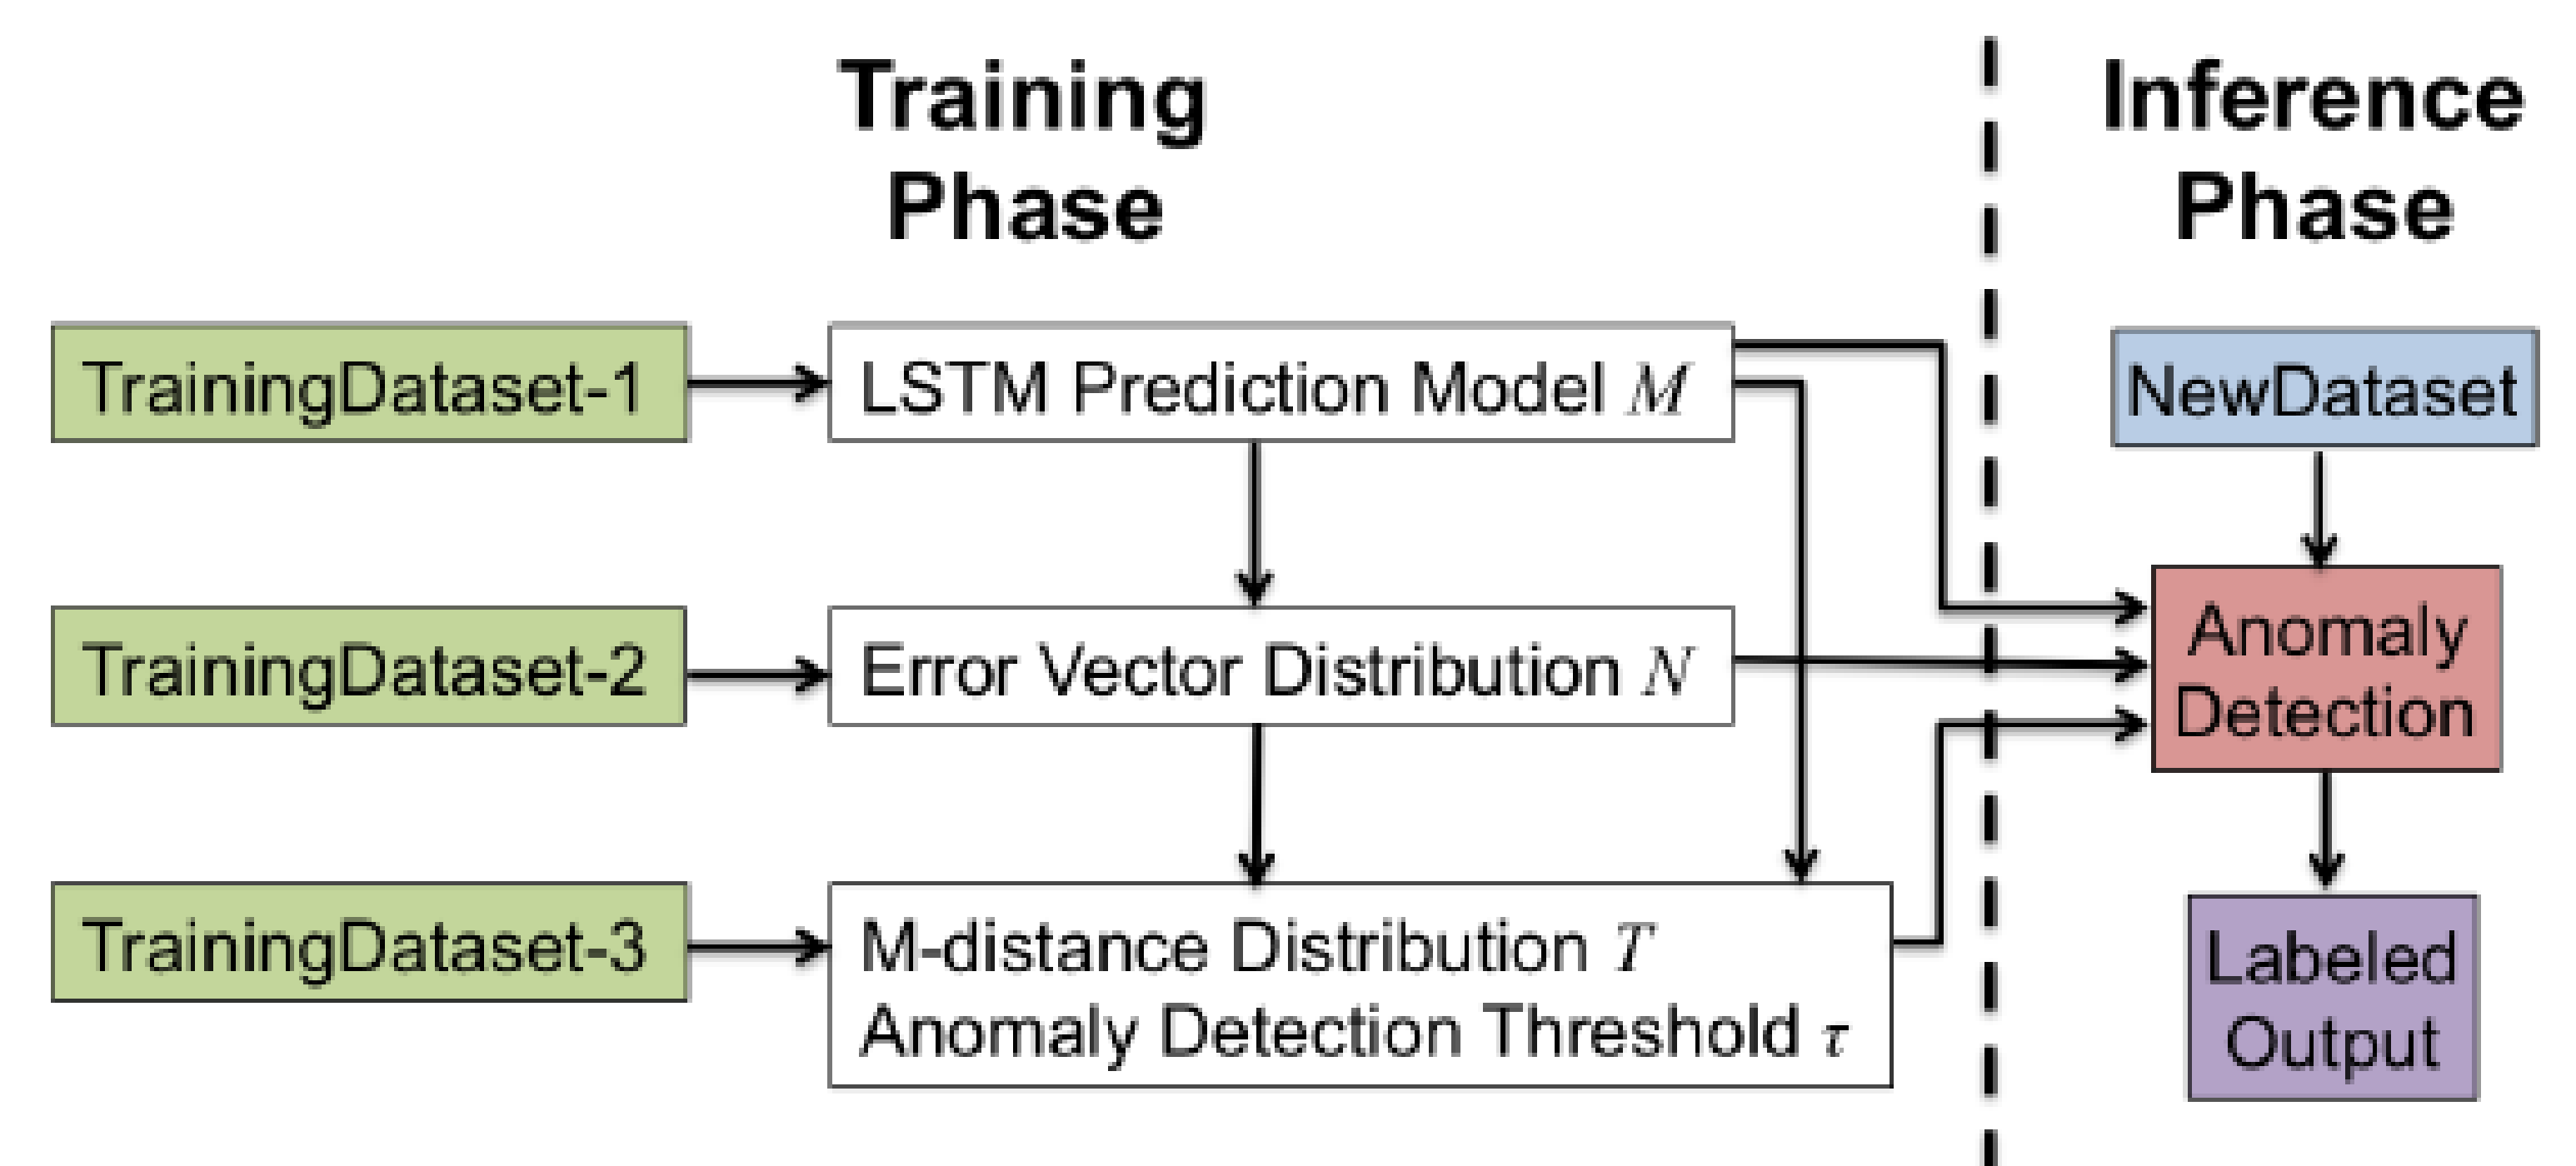 Training
Phase
Inference
Phase
TrainingDataset-1
LSTM Prediction Model M
NewDataset
TrainingDataset-2
Error Vector Distribution N
Anomaly
Detection
TrainingDataset-3
M-distance Distribution T
Anomaly Detection Threshold τ
Labeled
Output